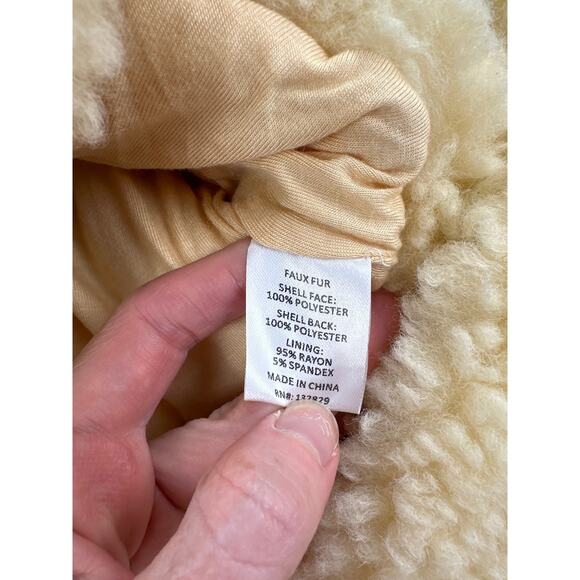 FAUX FUR
SHELL FACE:
100% POLYESTER
SHELL BACK:
100% POLYESTER
LINING:
95% RAYON
5% SPANDEX
MADE IN CHINA
RN#: 132829